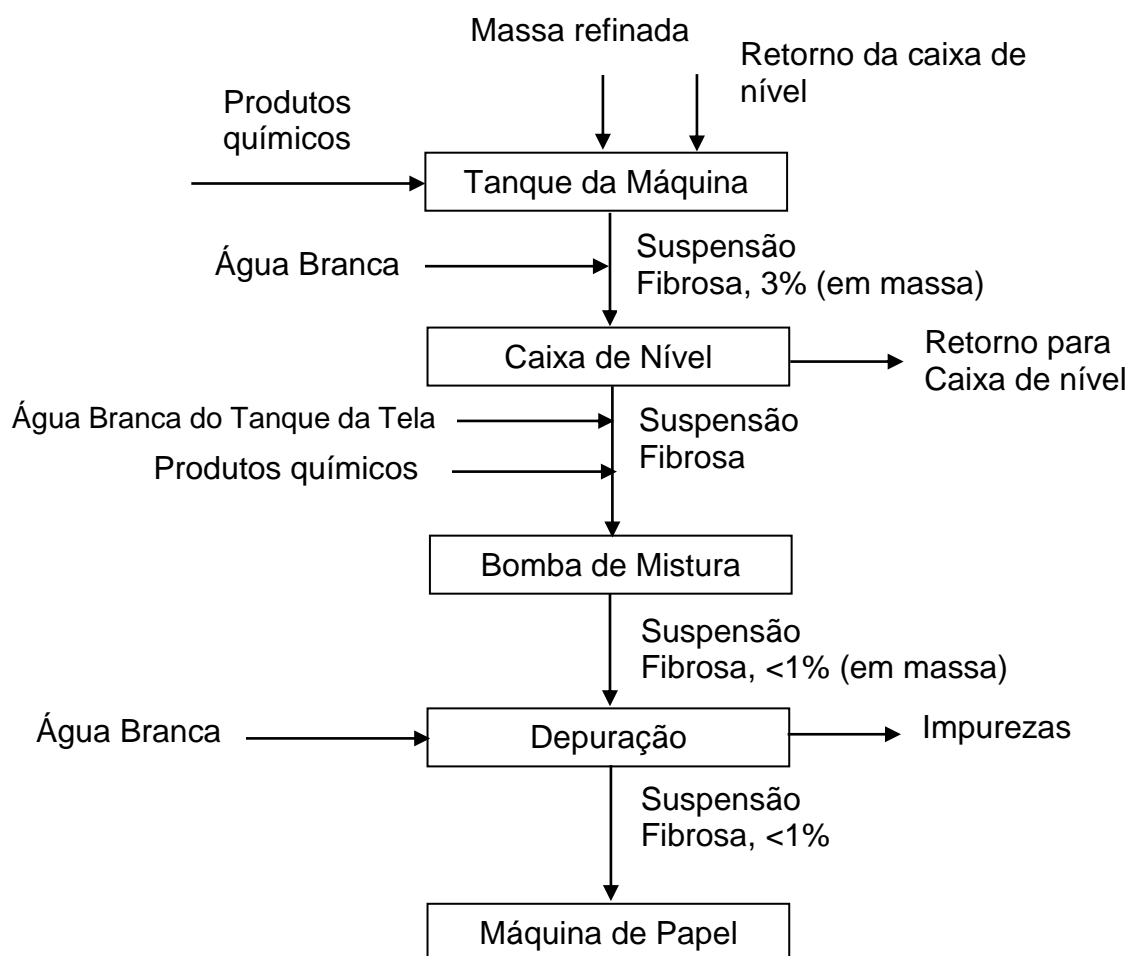 Massa refinada
Retorno da caixa de
nível
Produtos
químicos
Tanque da Máquina
Água Branca
Suspensão
Fibrosa, 3% (em massa)
Caixa de Nível
Retorno para
Caixa de nível
Água Branca do Tanque da Tela
Suspensão
Fibrosa
Produtos químicos
Bomba de Mistura
Suspensão
Fibrosa, <1% (em massa)
Água Branca
Depuração
Impurezas
Suspensão
Fibrosa, <1%
Máquina de Papel